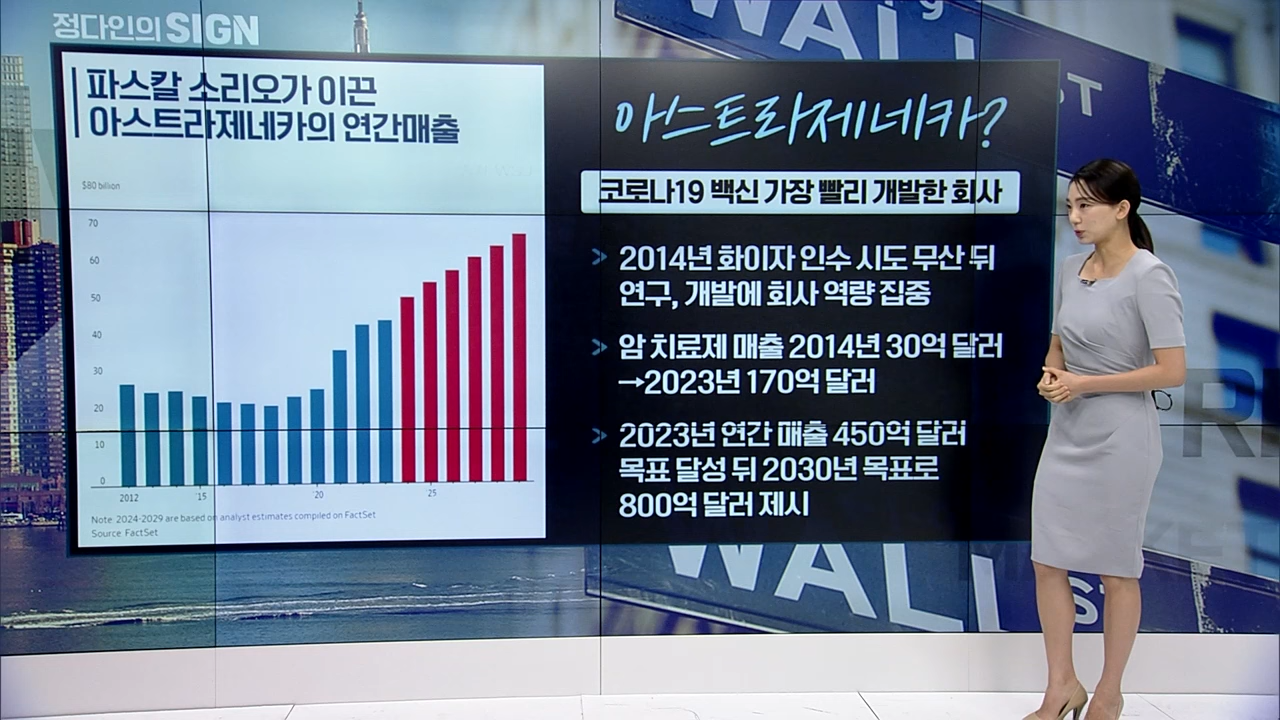 정다인의 SIGN
파스칼 소리오가 이끈
아스트라제네카의 연간매출
$80 billion
70
60
50
40
30
20
10
0
2012 '15 '20 25
Note: 2024-2029 are based on analyst estimates compiled on FactSet
Source: FactSet
아스트라제네카?
코로나19 백신 가장 빨리 개발한 회사
> 2014년 화이자 인수 시도 무산 뒤
연구, 개발에 회사 역량 집중
> 암 치료제 매출 2014년 30억 달러
→2023년 170억 달러
> 2023년 연간 매출 450억 달러
목표 달성 뒤 2030년 목표로
800억 달러 제시
WALL
ST
WALL
ST